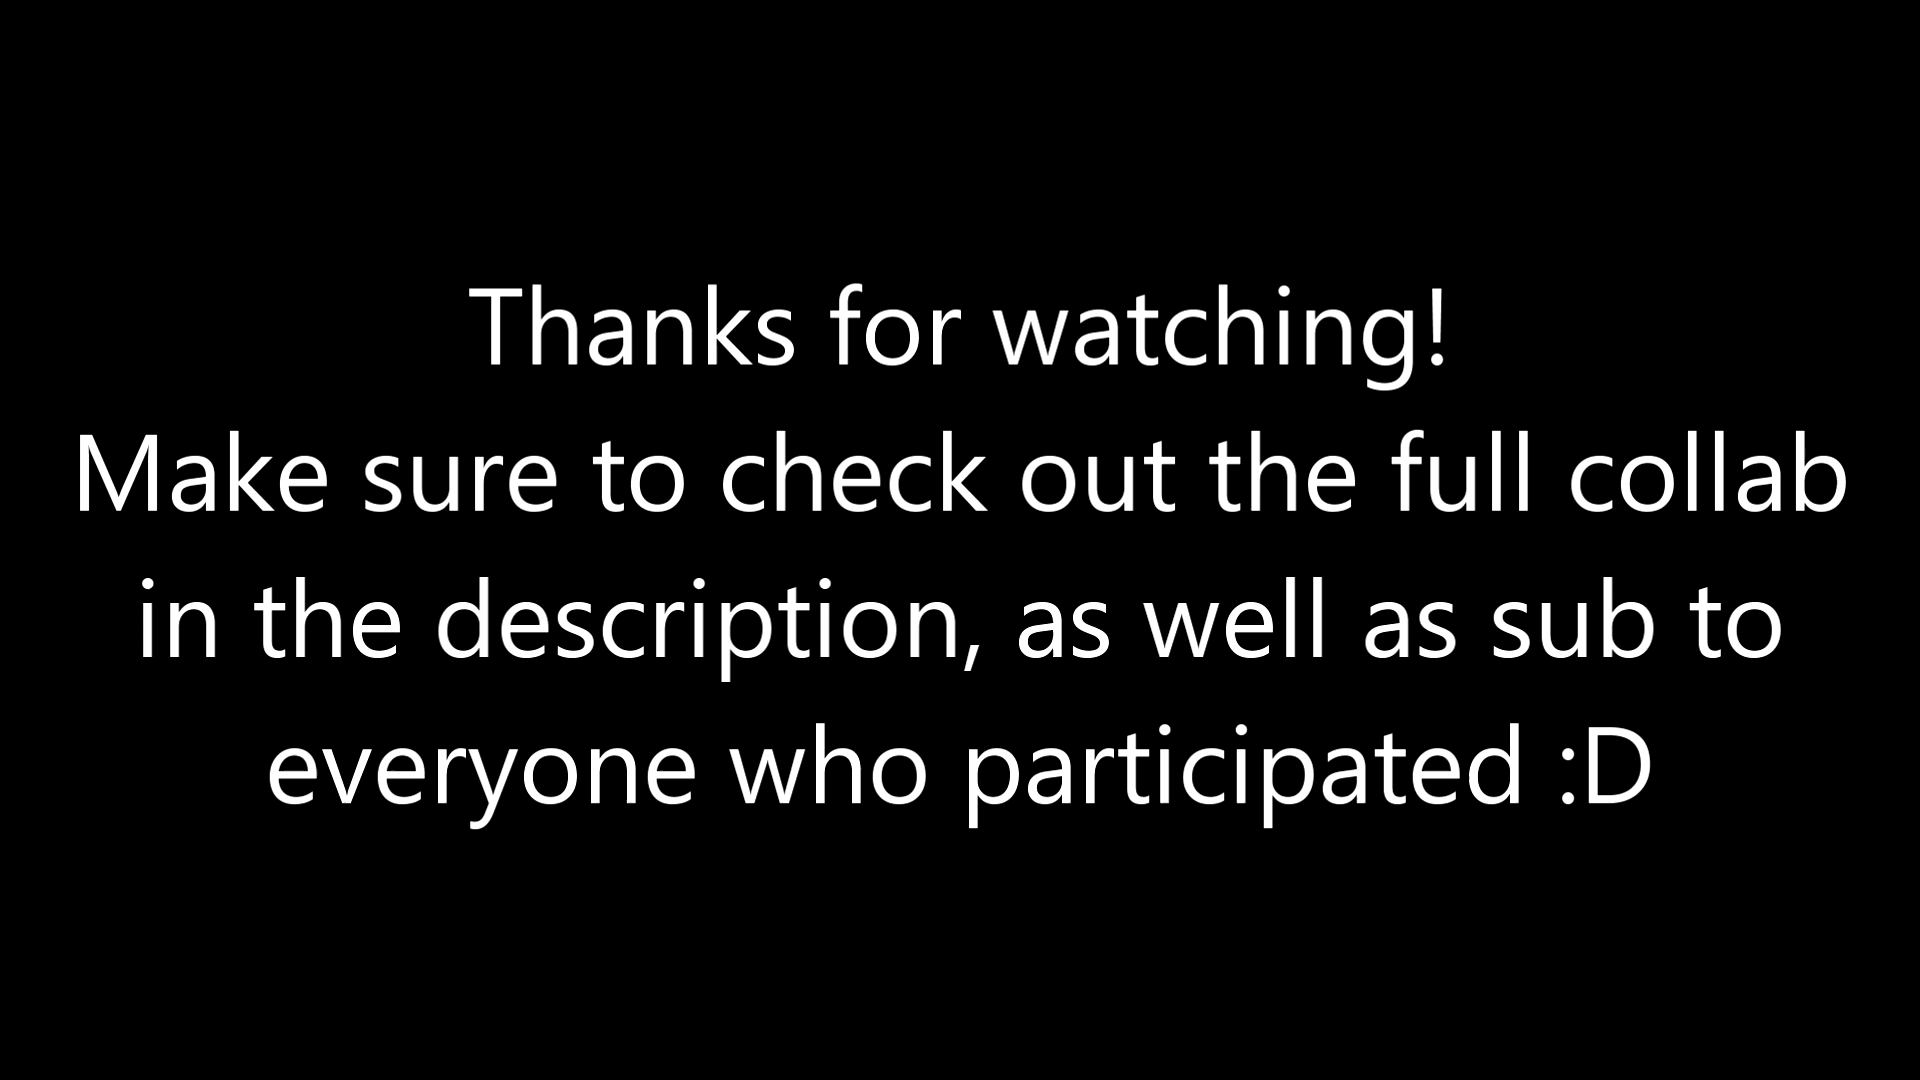 Thanks for watching!
Make sure to check out the full collab
in the description, as well as sub to
everyone who participated :D